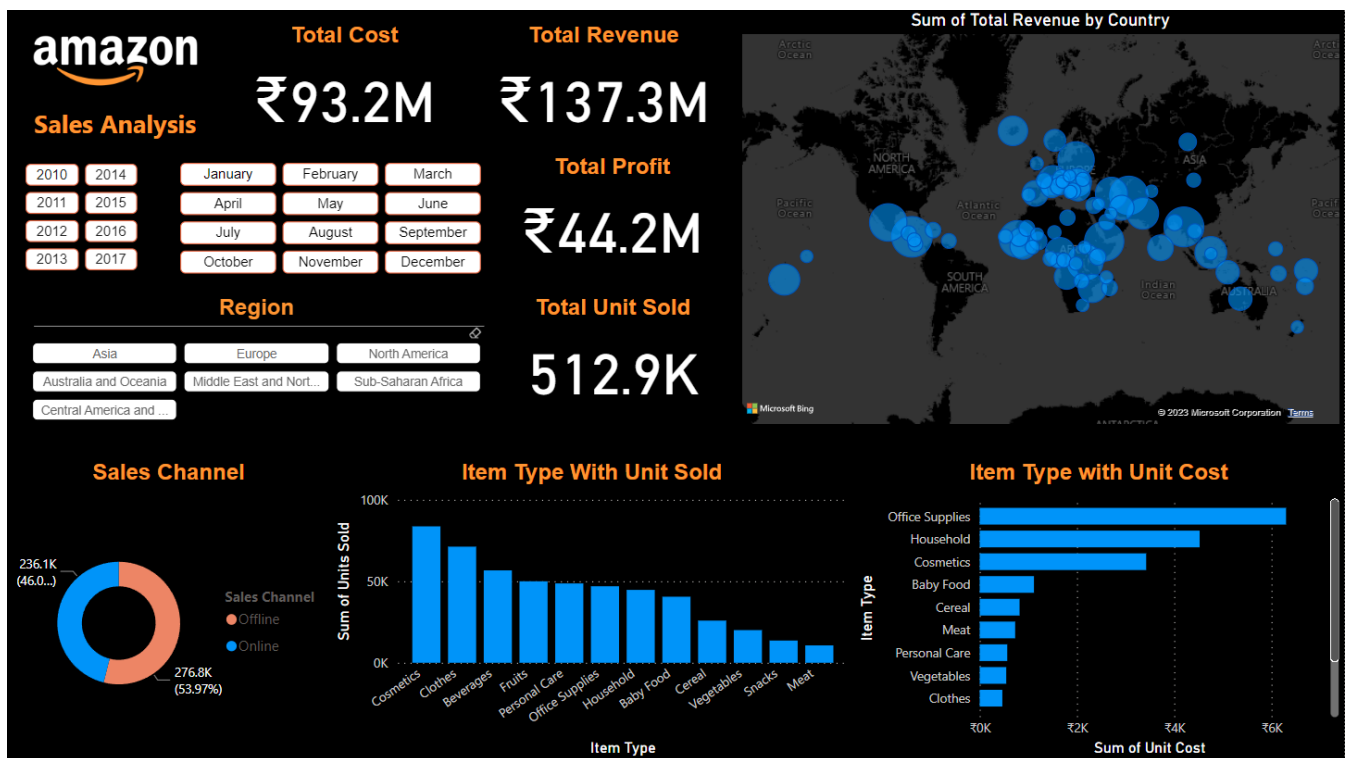 amazon
Sales Analysis
Total Cost
₹93.2M
Total Revenue
₹137.3M
Total Profit
₹44.2M
Total Unit Sold
512.9K
2010 2014
2011 2015
2012 2016
2013 2017
January February March
April May June
July August September
October November December
Region
Asia Europe North America
Australia and Oceania Middle East and Nort... Sub-Saharan Africa
Central America and ...
Sum of Total Revenue by Country
Arctic
Ocean
NORTH
AMERICA
ASIA
Pacific
Ocean
Atlantic
Ocean
SOUTH
AMERICA
Indian
Ocean
AUSTRALIA
Microsoft Bing
© 2023 Microsoft Corporation Terms
Sales Channel
236.1K
(46.0...)
276.8K
(53.97%)
Sales Channel
Offline
Online
Item Type With Unit Sold
Sum of Units Sold
100K
50K
0K
Cosmetics
Clothes
Beverages
Fruits
Personal Care
Office Supplies
Household
Baby Food
Cereal
Vegetables
Snacks
Meat
Item Type
Item Type with Unit Cost
Item Type
Office Supplies
Household
Cosmetics
Baby Food
Cereal
Meat
Personal Care
Vegetables
Clothes
₹0K ₹2K ₹4K ₹6K
Sum of Unit Cost